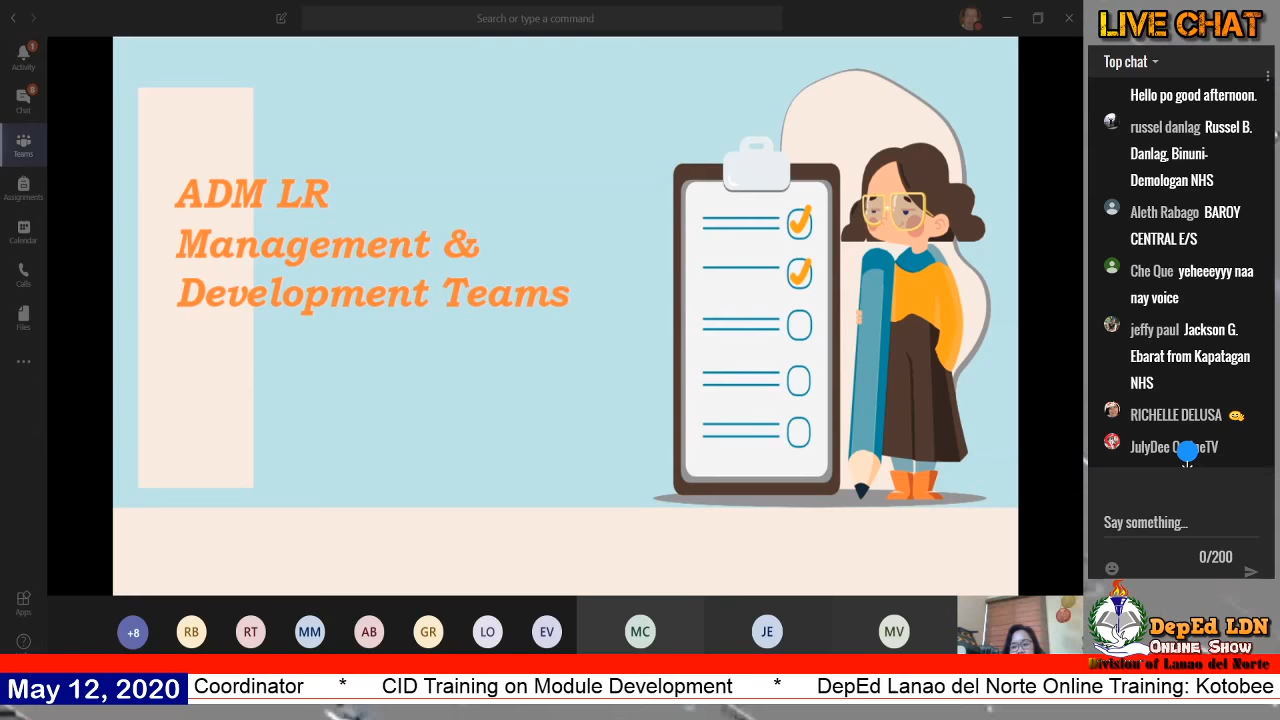 Search or type a command
1
Activity
8
Chat
Teams
Assignments
Calendar
Calls
Files
Apps
ADM LR
Management &
Development Teams
+8
RB
RT
MM
AB
GR
LO
EV
MC
JE
MV
LIVE CHAT
Top chat
Hello po good afternoon.
russel danlag Russel B.
Danlag, Binuni-
Demologan NHS
Aleth Rabago BAROY
CENTRAL E/S
Che Que yeheeeyyy naa
nay voice
jeffy paul Jackson G.
Ebarat from Kapatagan
NHS
RICHELLE DELUSA
JulyDee
Say something...
0/200
DepEd LDN
Online Show
Division of Lanao del Norte
May 12, 2020
Coordinator * CID Training on Module Development * DepEd Lanao del Norte Online Training: Kotobee